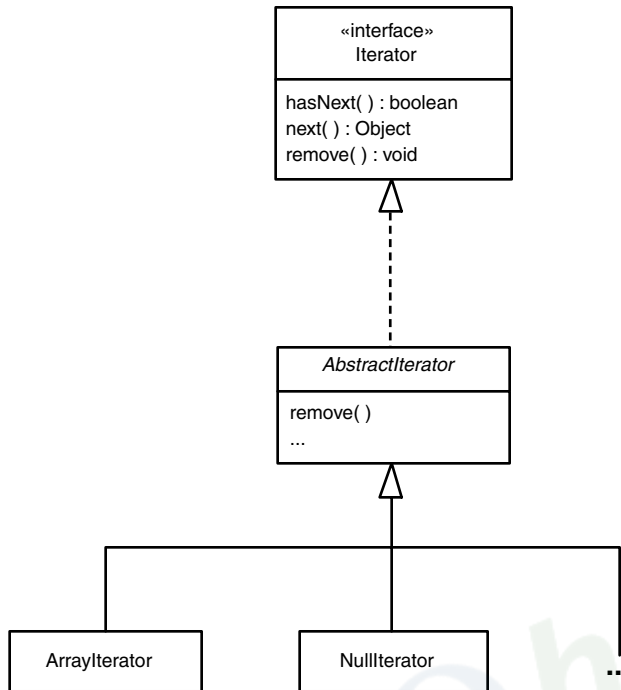 «interface»
Iterator
hasNext( ) : boolean
next( ) : Object
remove( ) : void
AbstractIterator
remove( )
...
ArrayIterator
NullIterator
..